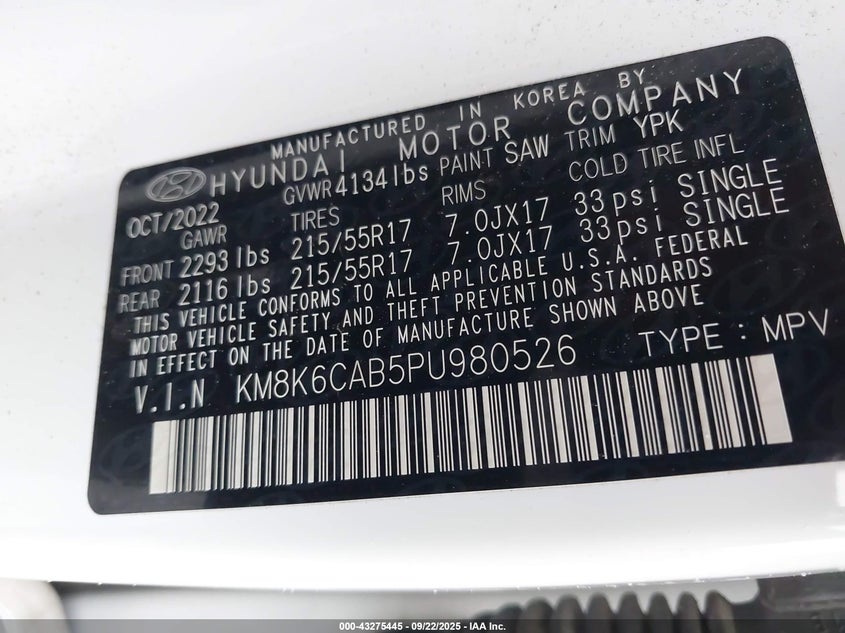 MANUFACTURED IN KOREA BY
HYUNDAI MOTOR COMPANY
OCT/2022 GVWR 4134 lbs PAINT SAW TRIM YPK
GAWR TIRES RIMS COLD TIRE INFL
FRONT 2293 lbs 215/55R17 7.0JX17 33 psi SINGLE
REAR 2116 lbs 215/55R17 7.0JX17 33 psi SINGLE
THIS VEHICLE CONFORMS TO ALL APPLICABLE U.S.A. FEDERAL
MOTOR VEHICLE SAFETY AND THEFT PREVENTION STANDARDS
IN EFFECT ON THE DATE OF MANUFACTURE SHOWN ABOVE
V.I.N KM8K6CAB5PU980526 TYPE : MPV
000-43275445 - 09/22/2025 - IAA Inc.